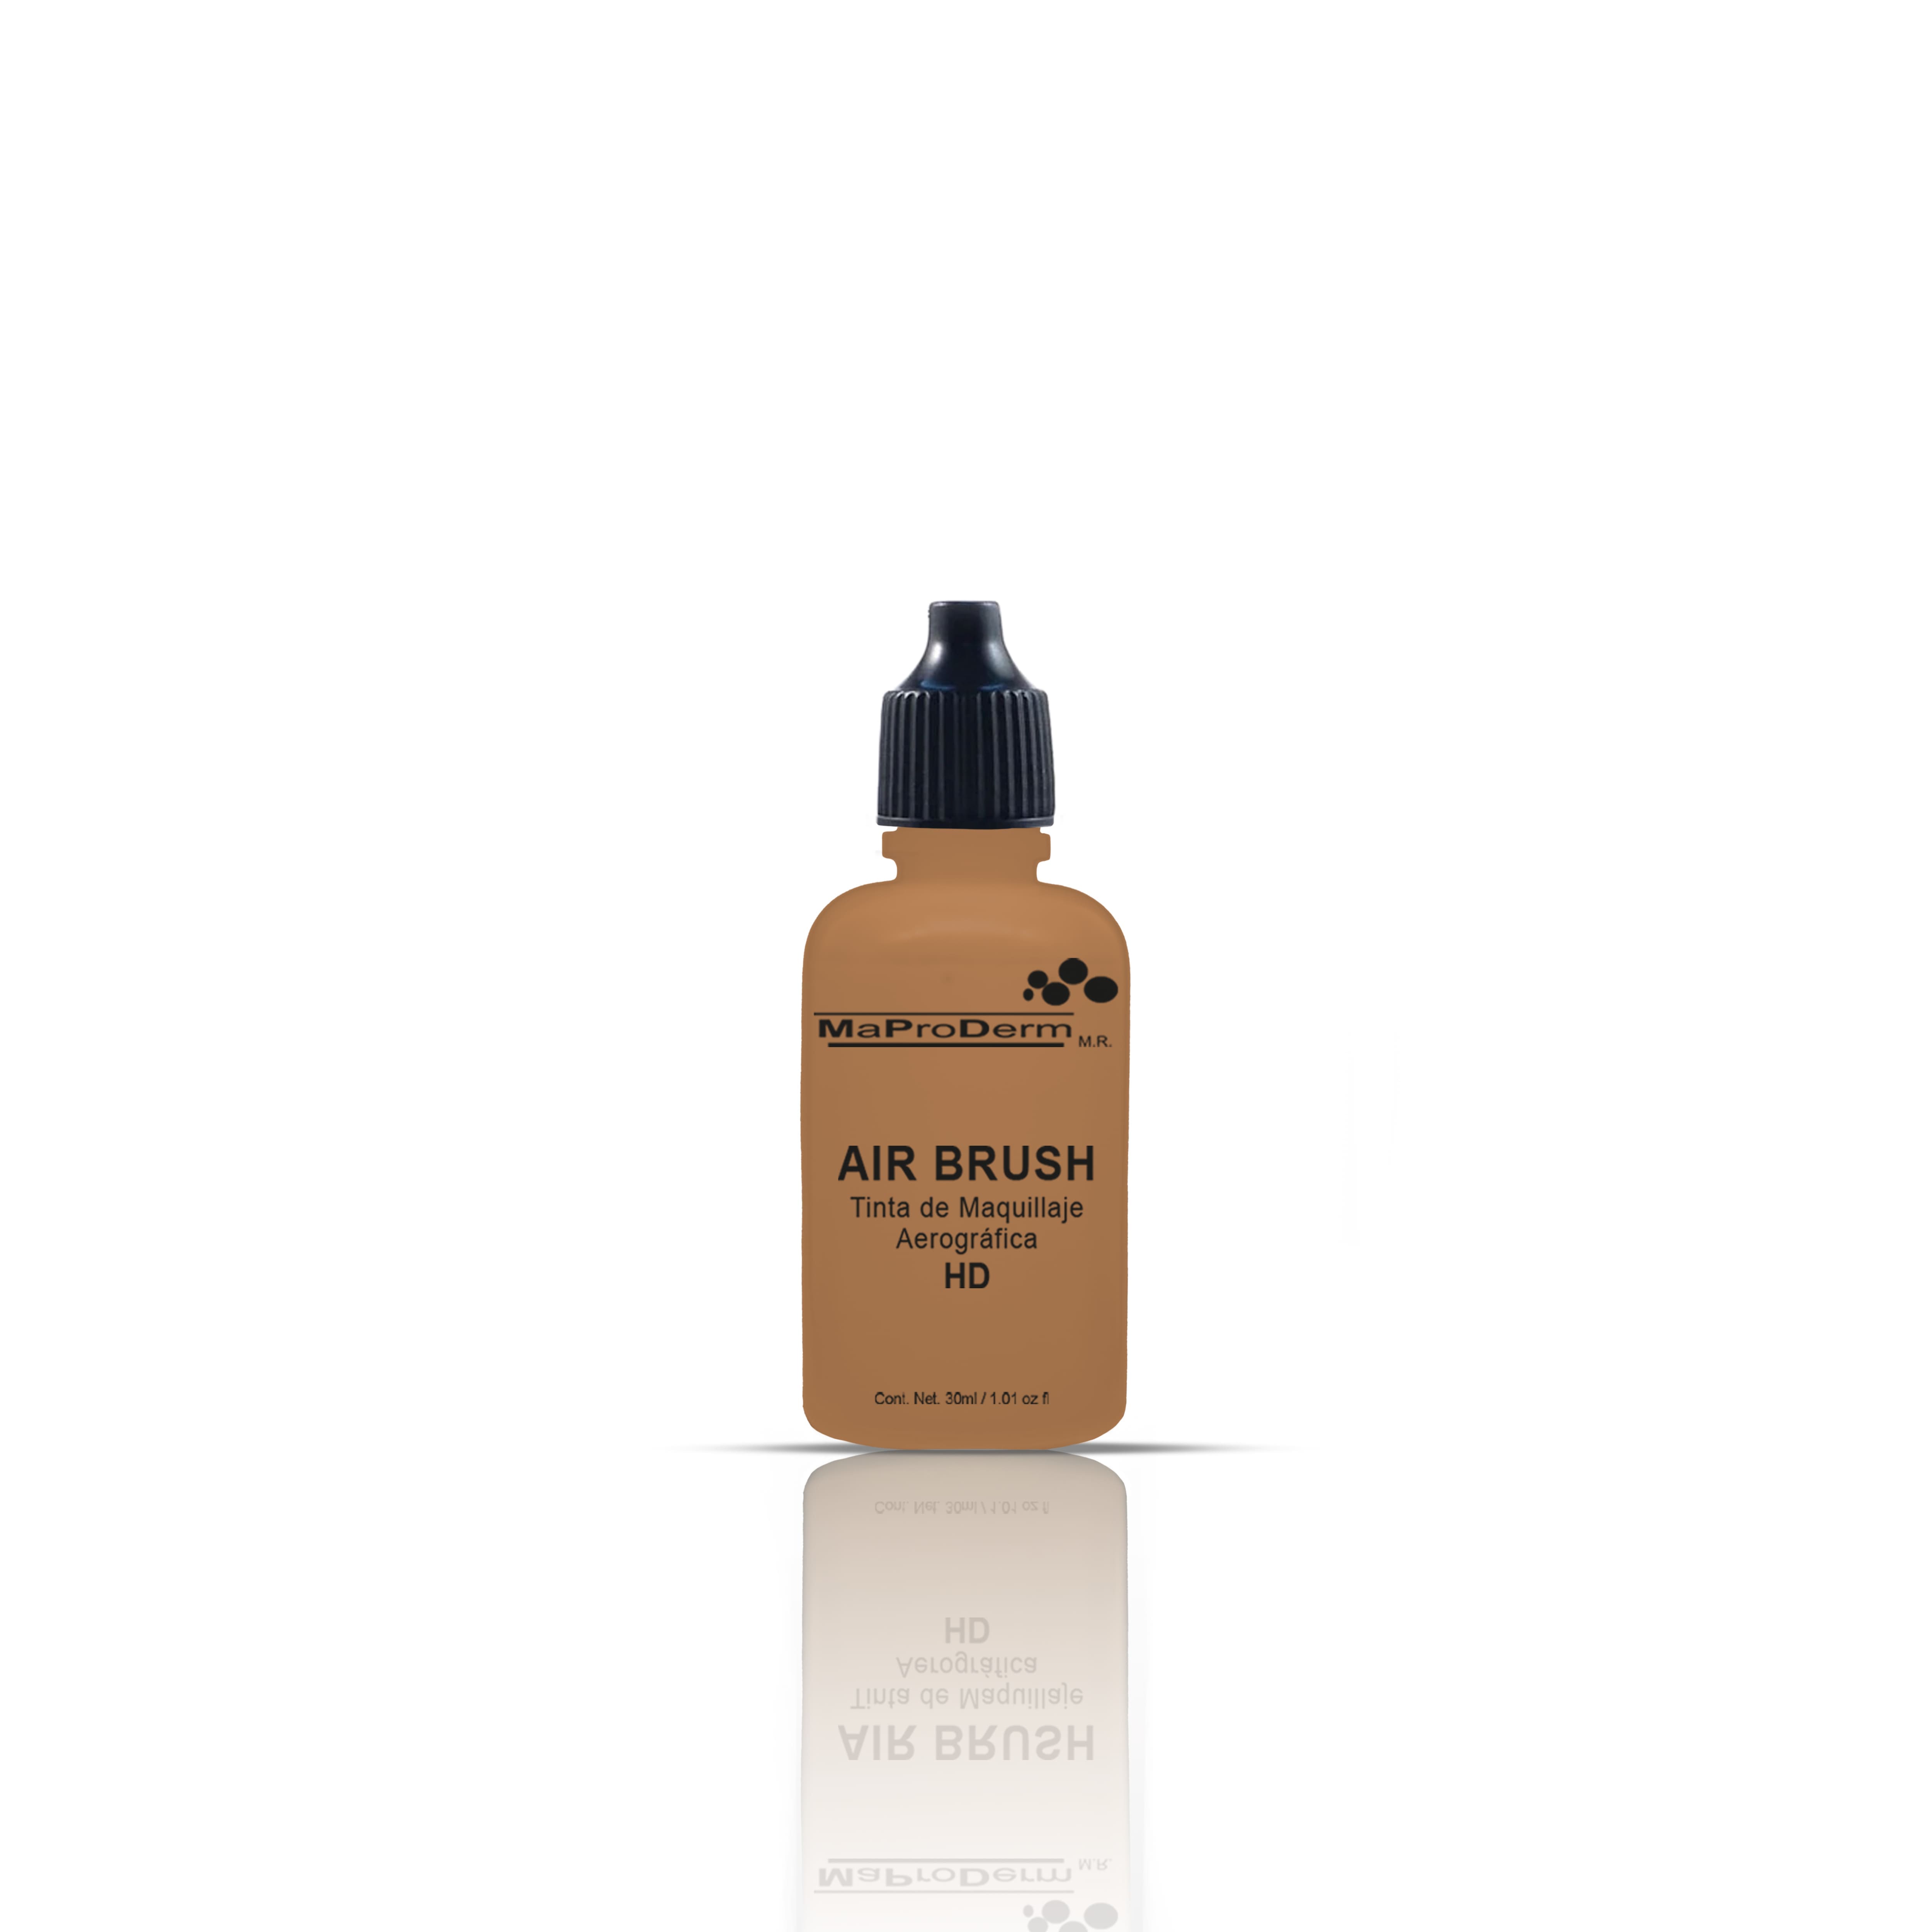 MaProDerm M.R.
AIR BRUSH
Tinta de Maquillaje
Aerográfica
HD
Cont. Net. 30ml / 1.01 oz fl